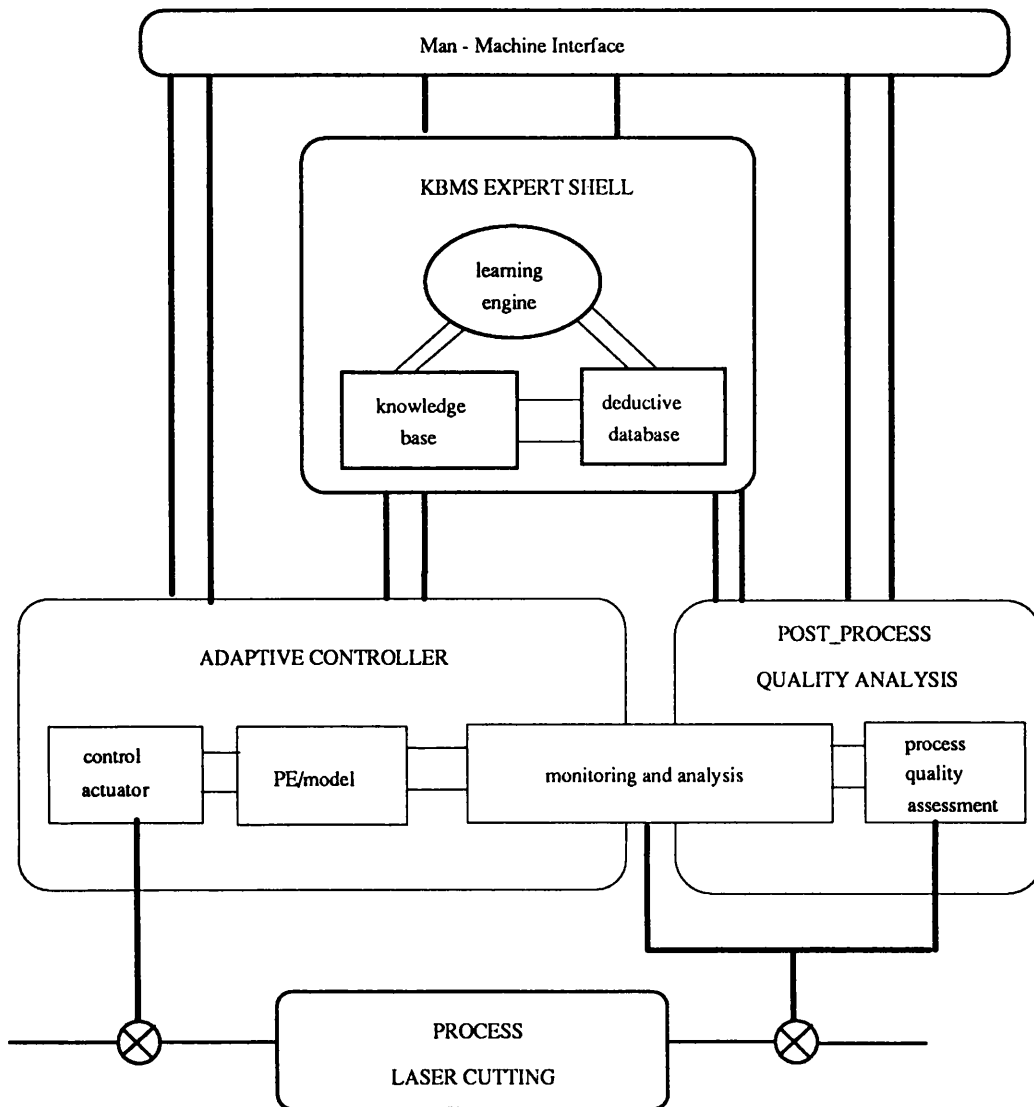 Man - Machine Interface
KBMS EXPERT SHELL
learning
engine
knowledge
base
deductive
database
ADAPTIVE CONTROLLER
POST_PROCESS
QUALITY ANALYSIS
control
actuator
PE/model
monitoring and analysis
process
quality
assessment
PROCESS
LASER CUTTING